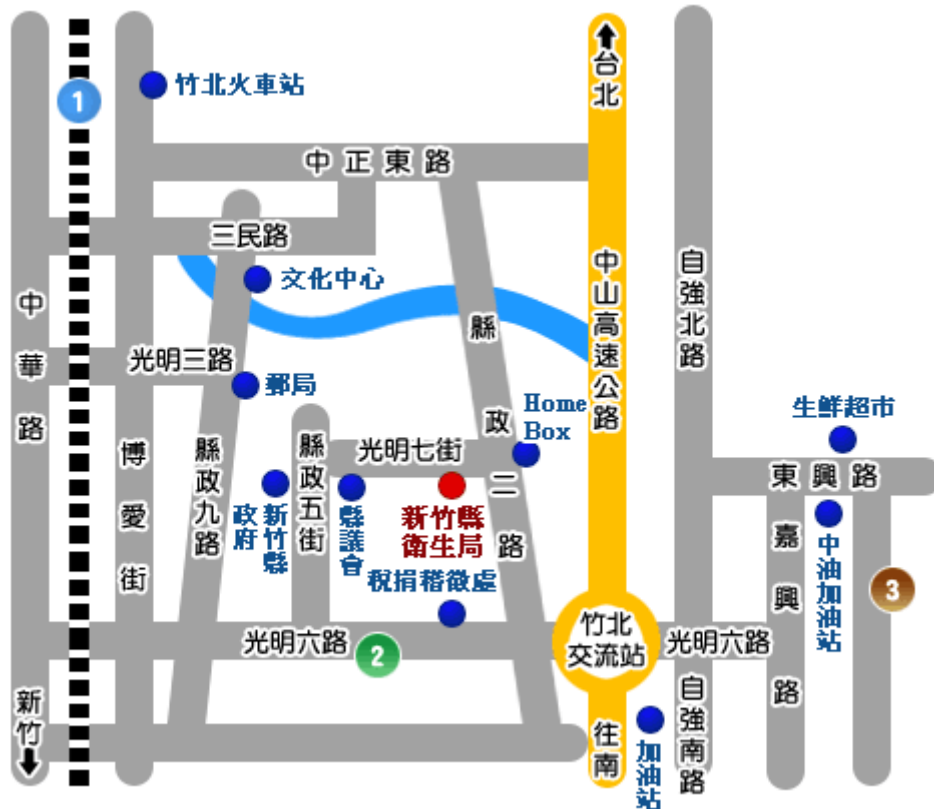 台北
1
竹北火車站
中正東路
三民路
文化中心
中山高速公路
自強北路
中華路
縣政二路
光明三路
郵局
Home
Box
生鮮超市
博愛街
縣政九路
縣政五街
光明七街
東興路
新竹縣
政府
縣議會
新竹縣
衛生局
嘉興路
中油加油站
3
稅捐稽徵處
光明六路
2
竹北
交流站
光明六路
新竹
往南
加油站
自強南路